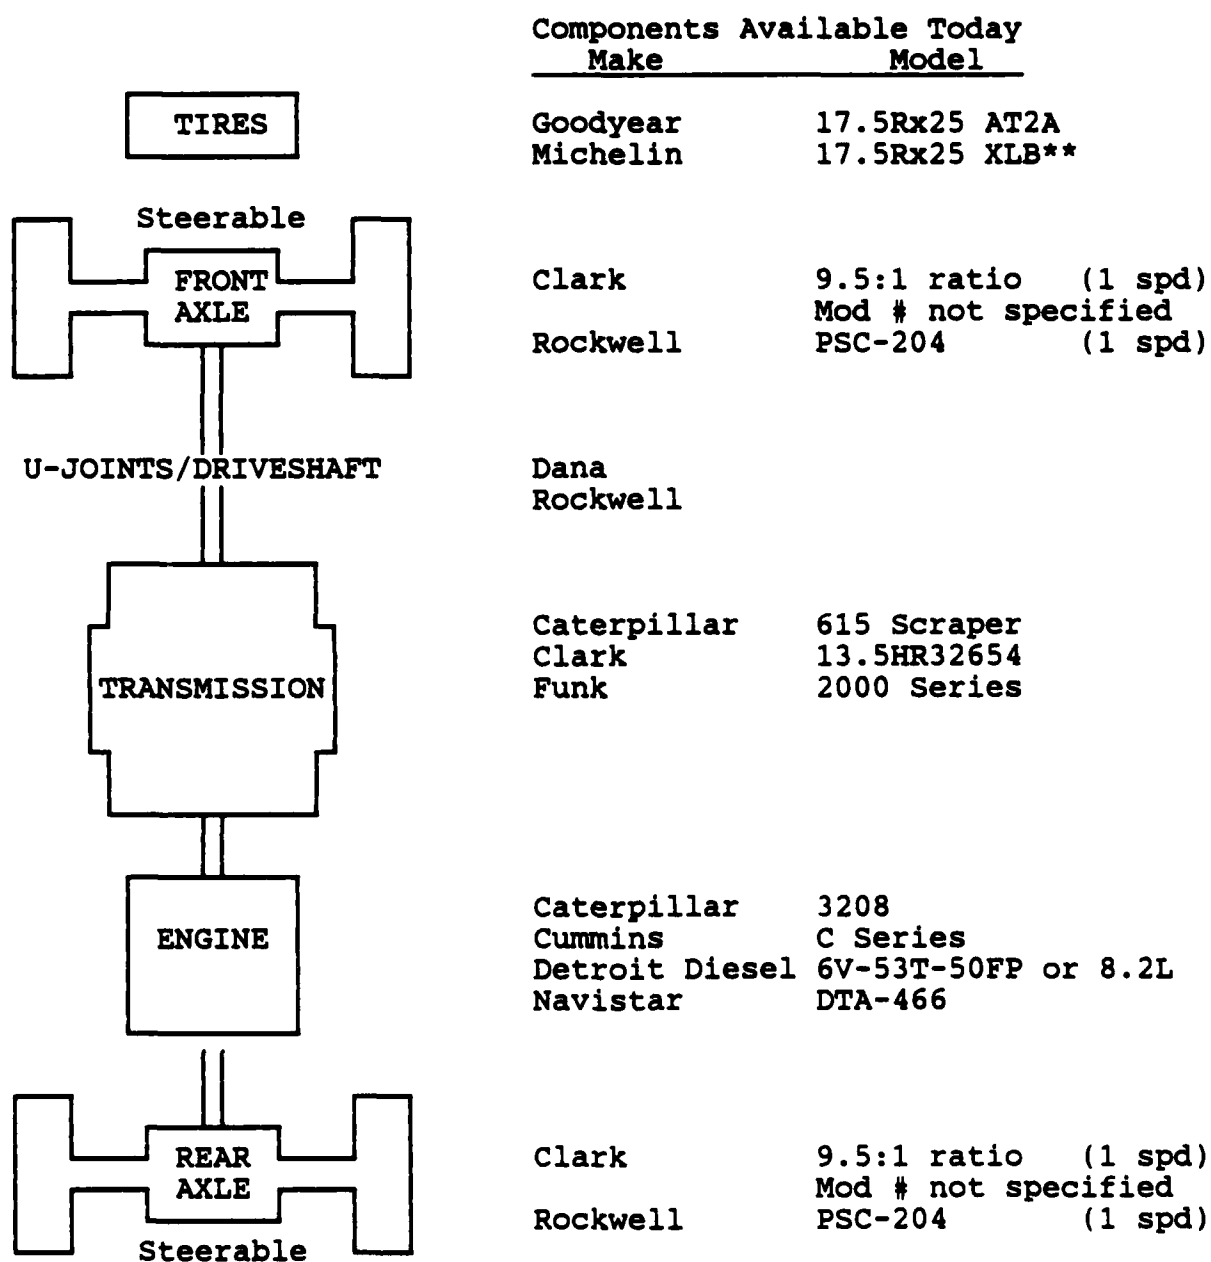 Components Available Today
Make Model
TIRES
Goodyear 17.5Rx25 AT2A
Michelin 17.5Rx25 XLB**
Steerable
FRONT
AXLE
Clark 9.5:1 ratio (1 spd)
Mod # not specified
Rockwell PSC-204 (1 spd)
U-JOINTS/DRIVESHAFT
Dana
Rockwell
TRANSMISSION
Caterpillar 615 Scraper
Clark 13.5HR32654
Funk 2000 Series
ENGINE
Caterpillar 3208
Cummins C Series
Detroit Diesel 6V-53T-50FP or 8.2L
Navistar DTA-466
REAR
AXLE
Steerable
Clark 9.5:1 ratio (1 spd)
Mod # not specified
Rockwell PSC-204 (1 spd)